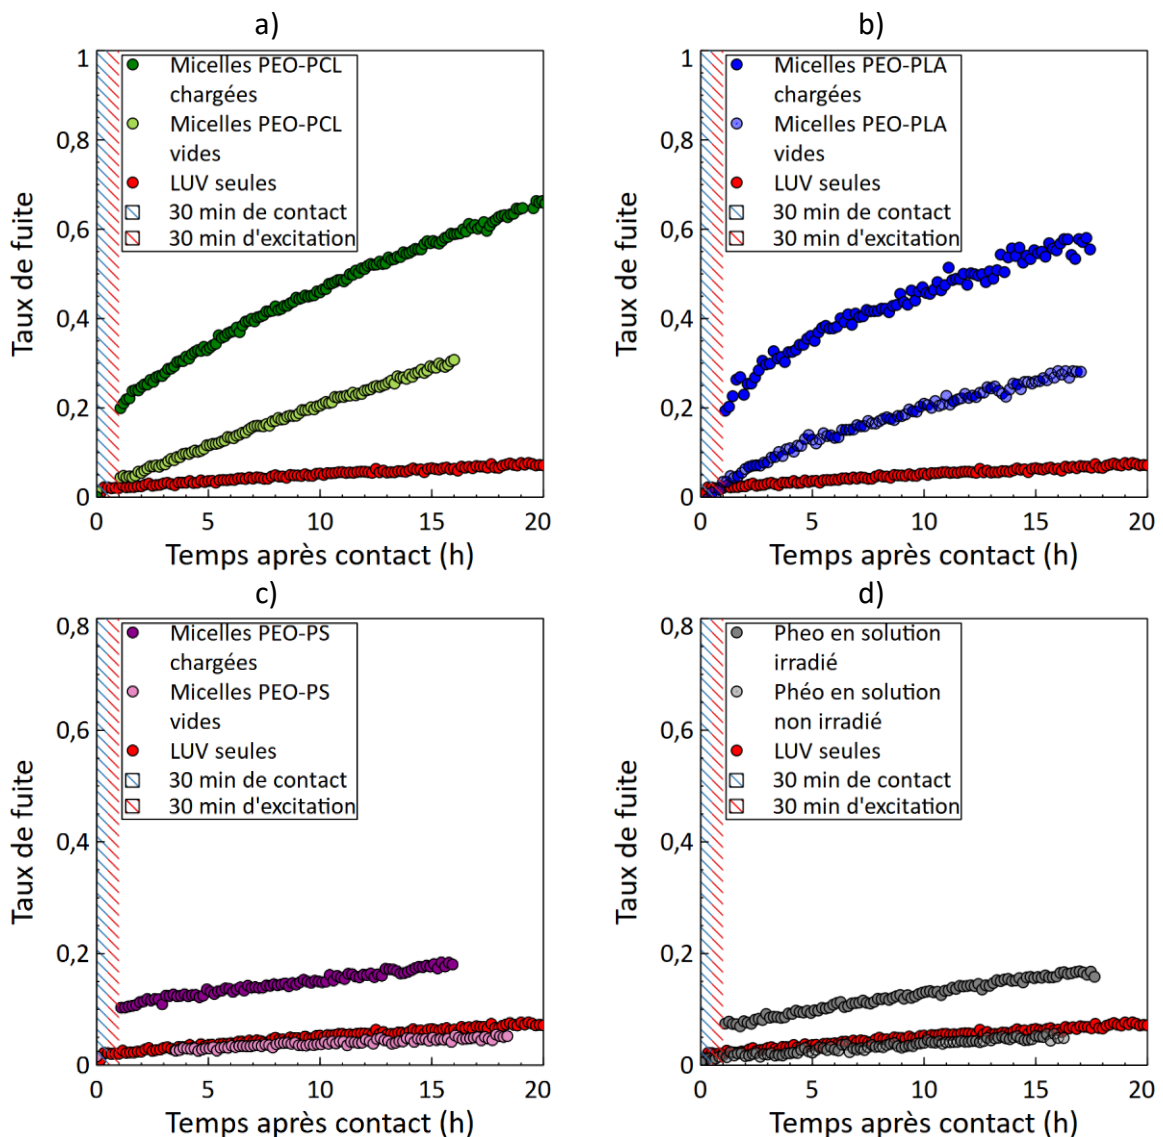 a)
1
0,8
0,6
0,4
0,2
0
Taux de fuite
Micelles PEO-PCL
chargées
Micelles PEO-PCL
vides
LUV seules
30 min de contact
30 min d'excitation
0 5 10 15 20
Temps après contact (h)
b)
1
0,8
0,6
0,4
0,2
0
Taux de fuite
Micelles PEO-PLA
chargées
Micelles PEO-PLA
vides
LUV seules
30 min de contact
30 min d'excitation
0 5 10 15 20
Temps après contact (h)
c)
0,8
0,6
0,4
0,2
0
Taux de fuite
Micelles PEO-PS
chargées
Micelles PEO-PS
vides
LUV seules
30 min de contact
30 min d'excitation
0 5 10 15 20
Temps après contact (h)
d)
0,8
0,6
0,4
0,2
0
Taux de fuite
Pheo en solution
irradié
Phéo en solution
non irradié
LUV seules
30 min de contact
30 min d'excitation
0 5 10 15 20
Temps après contact (h)